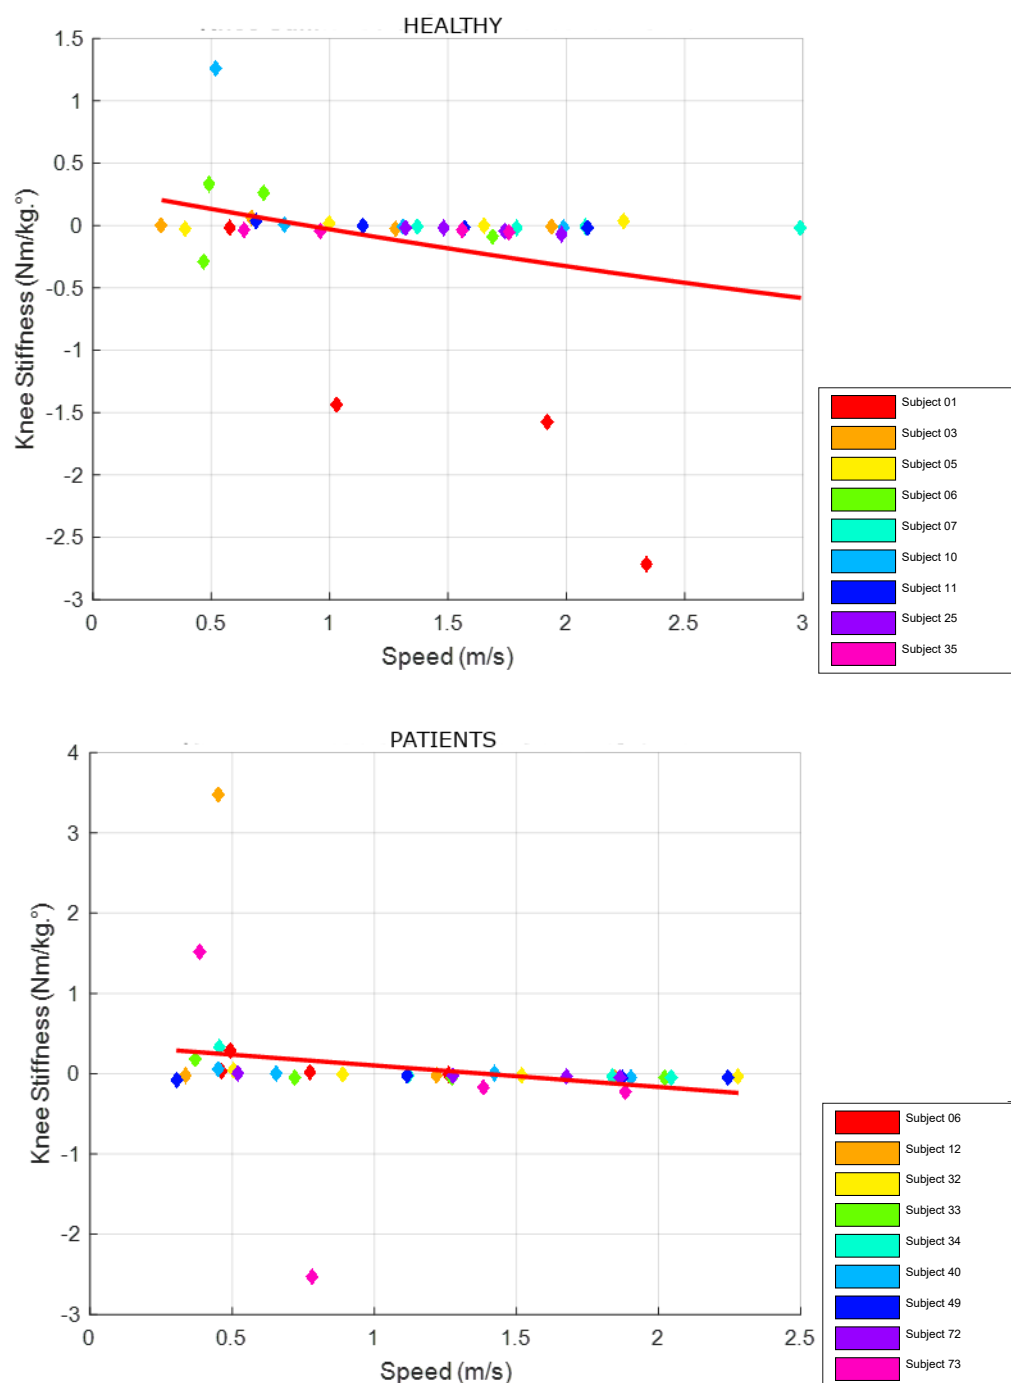 HEALTHY
1.5
1
0.5
0
-0.5
-1
-1.5
-2
-2.5
-3
Knee Stiffness (Nm/kg.°)
0 0.5 1 1.5 2 2.5 3
Speed (m/s)
Subject 01
Subject 03
Subject 05
Subject 06
Subject 07
Subject 10
Subject 11
Subject 25
Subject 35
PATIENTS
4
3
2
1
0
-1
-2
-3
Knee Stiffness (Nm/kg.°)
0 0.5 1 1.5 2 2.5
Speed (m/s)
Subject 06
Subject 12
Subject 32
Subject 33
Subject 34
Subject 40
Subject 49
Subject 72
Subject 73